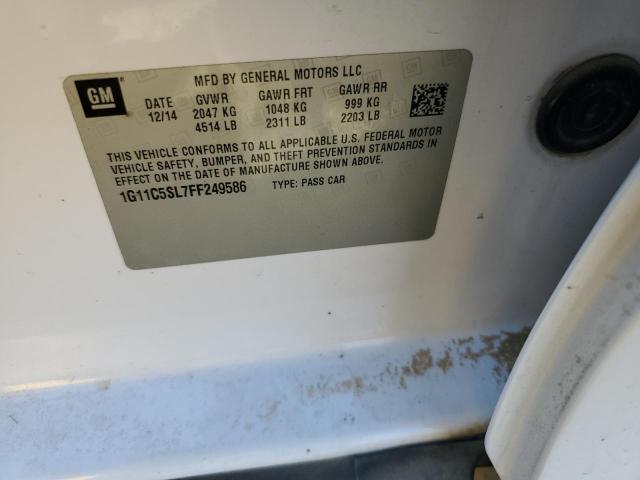 GM
MFD BY GENERAL MOTORS LLC
DATE GVWR GAWR FRT GAWR RR
12/14 2047 KG 1048 KG 999 KG
4514 LB 2311 LB 2203 LB
THIS VEHICLE CONFORMS TO ALL APPLICABLE U.S. FEDERAL MOTOR
VEHICLE SAFETY, BUMPER, AND THEFT PREVENTION STANDARDS IN
EFFECT ON THE DATE OF MANUFACTURE SHOWN ABOVE.
1G11C5SL7FF249586 TYPE: PASS CAR